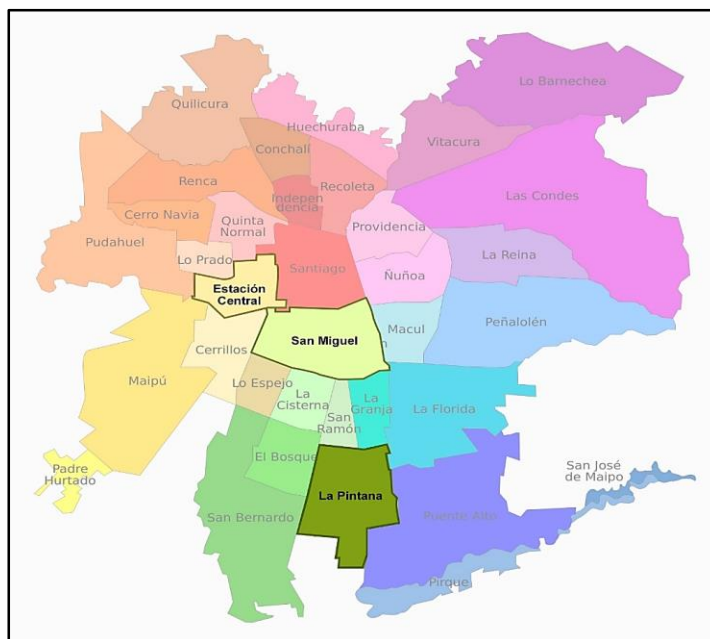 Lo Barnechea
Quilicura
Huechuraba
Vitacura
Conchalí
Renca
Recoleta
Las Condes
Indepen
dencia
Cerro Navia
Quinta
Normal
Providencia
Pudahuel
La Reina
Lo Prado
Santiago
Ñuñoa
Estación
Central
Macul
Peñalolén
San Miguel
Cerrillos
Maipú
Lo Espejo
La
Cisterna
San
Ramón
La
Granja
La Florida
El Bosque
Padre
Hurtado
San José
de Maipo
La Pintana
San Bernardo
Puente Alto
Pirque